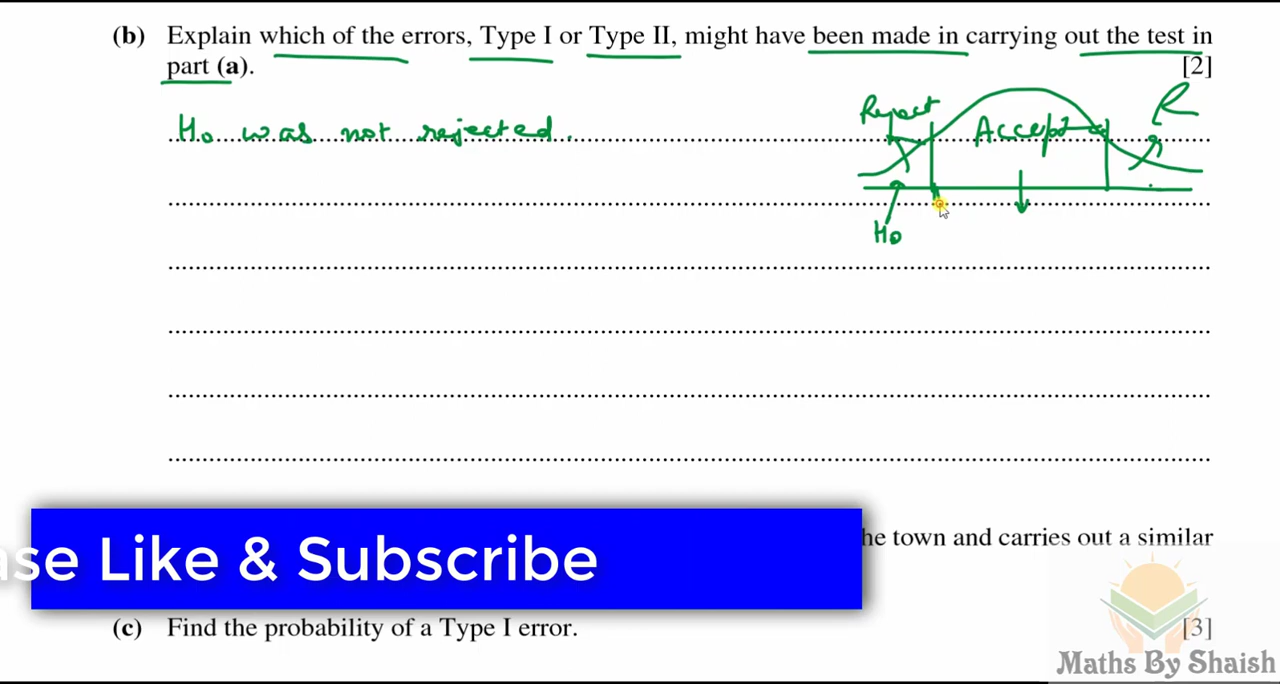 (b) Explain which of the errors, Type I or Type II, might have been made in carrying out the test in
part (a). [2]
Reject
R
H₀ was not rejected.
Accept
H₀
ase Like & Subscribe
he town and carries out a similar
(c) Find the probability of a Type I error. [3]
Maths By Shaish